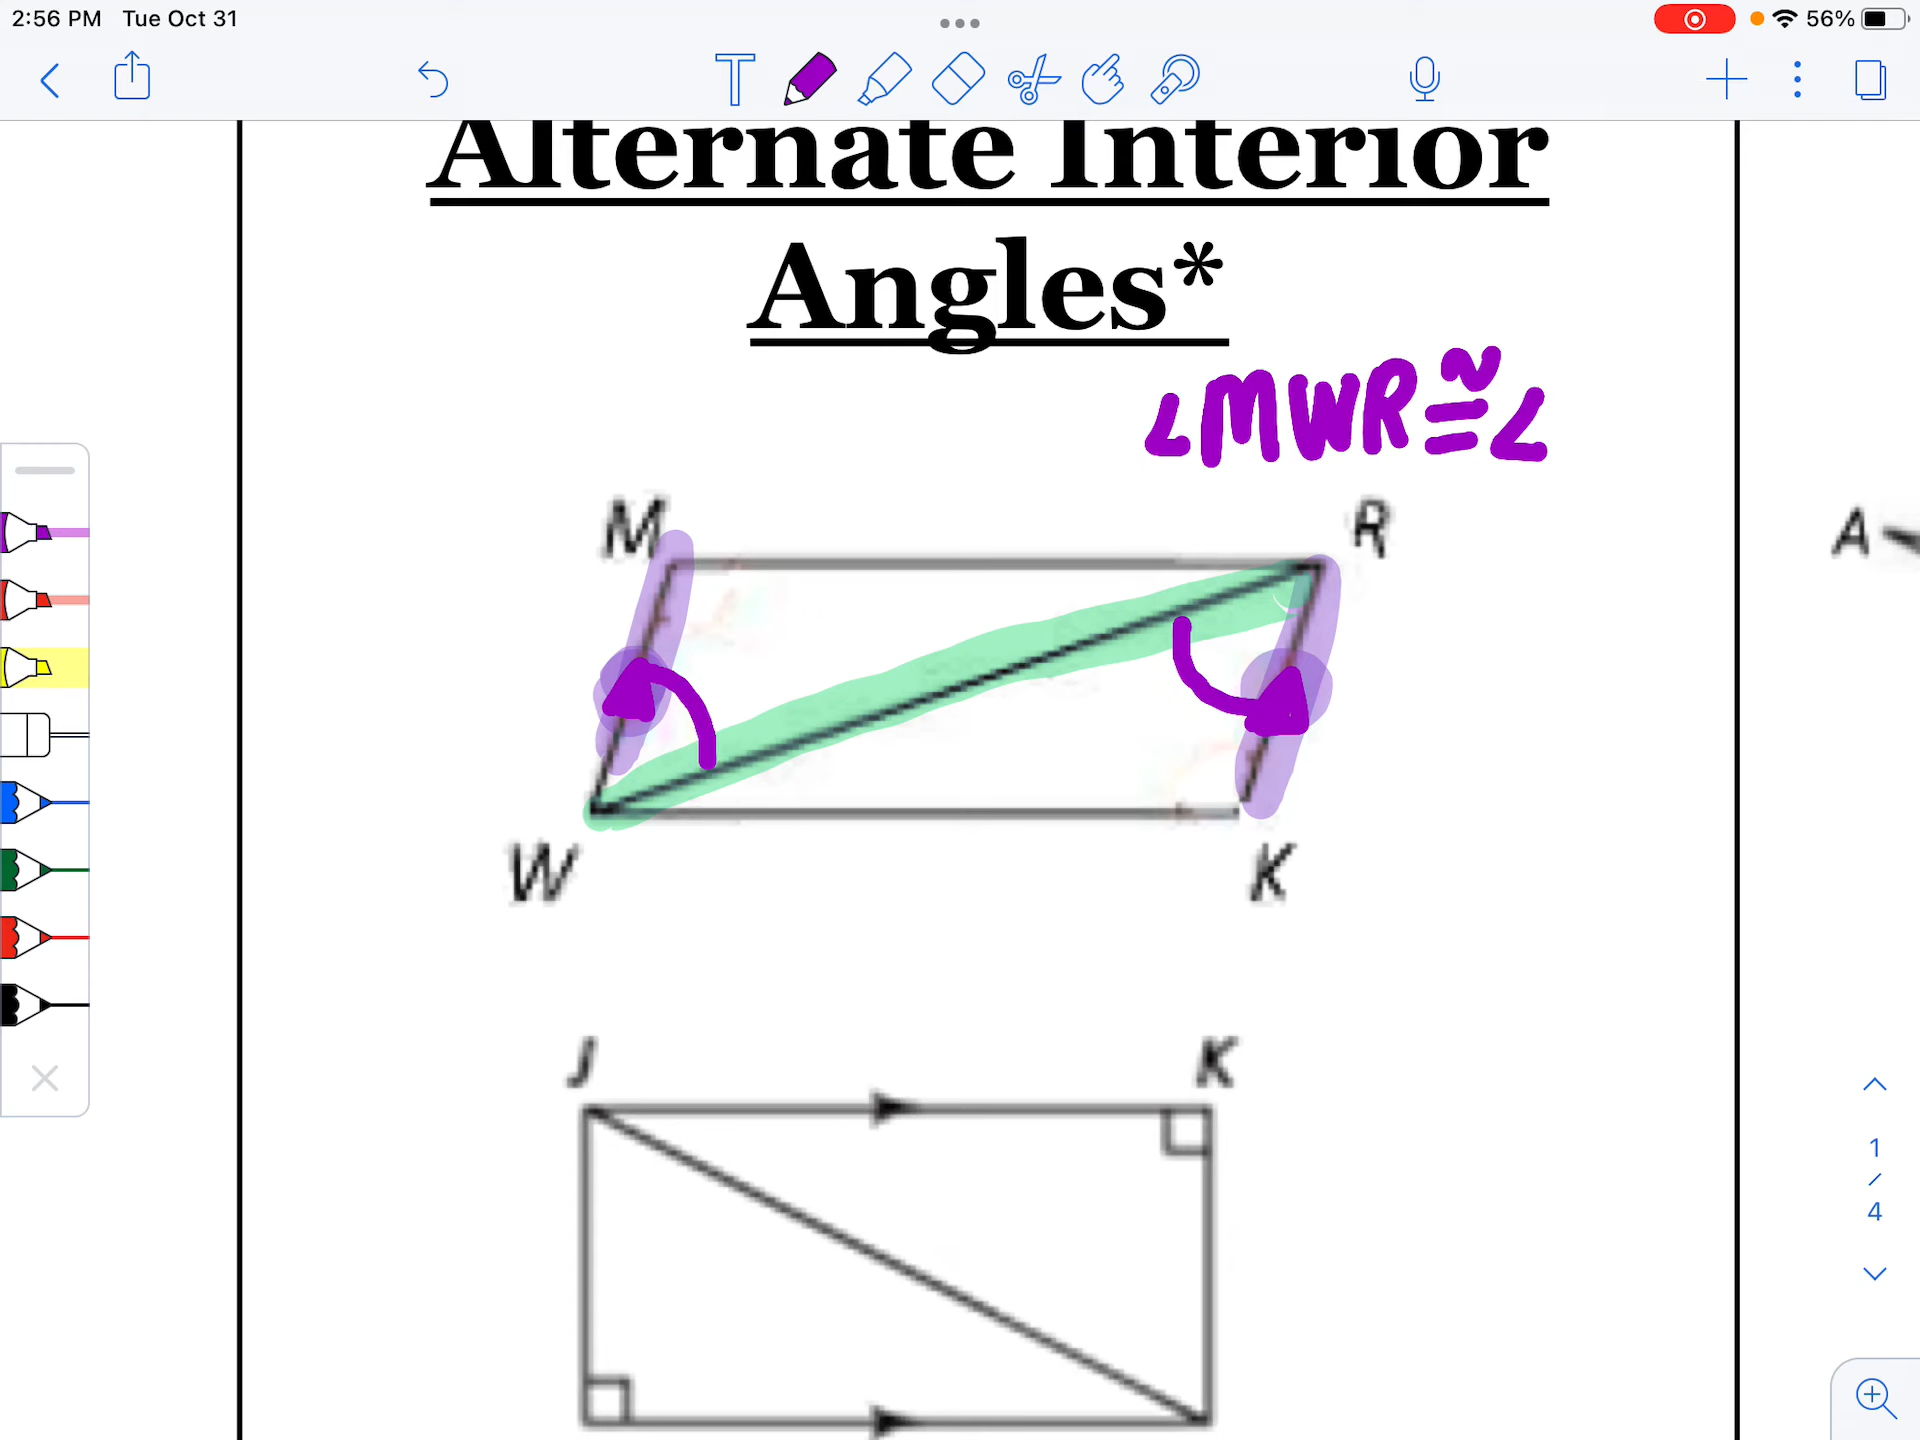 2:56 PM Tue Oct 31
56%
T
Alternate Interior
Angles*
∠MWR≅∠
M
R
A
W
K
J
K
1
/
4